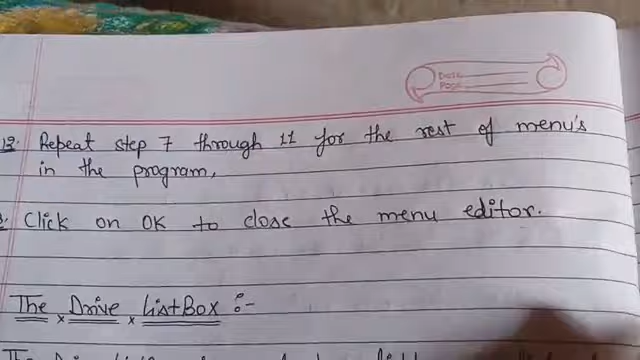 Date
Page
12. Repeat step 7 through 11 for the rest of menu's
in the program.
Click on OK to close the menu editor.
The Drive ListBox :-